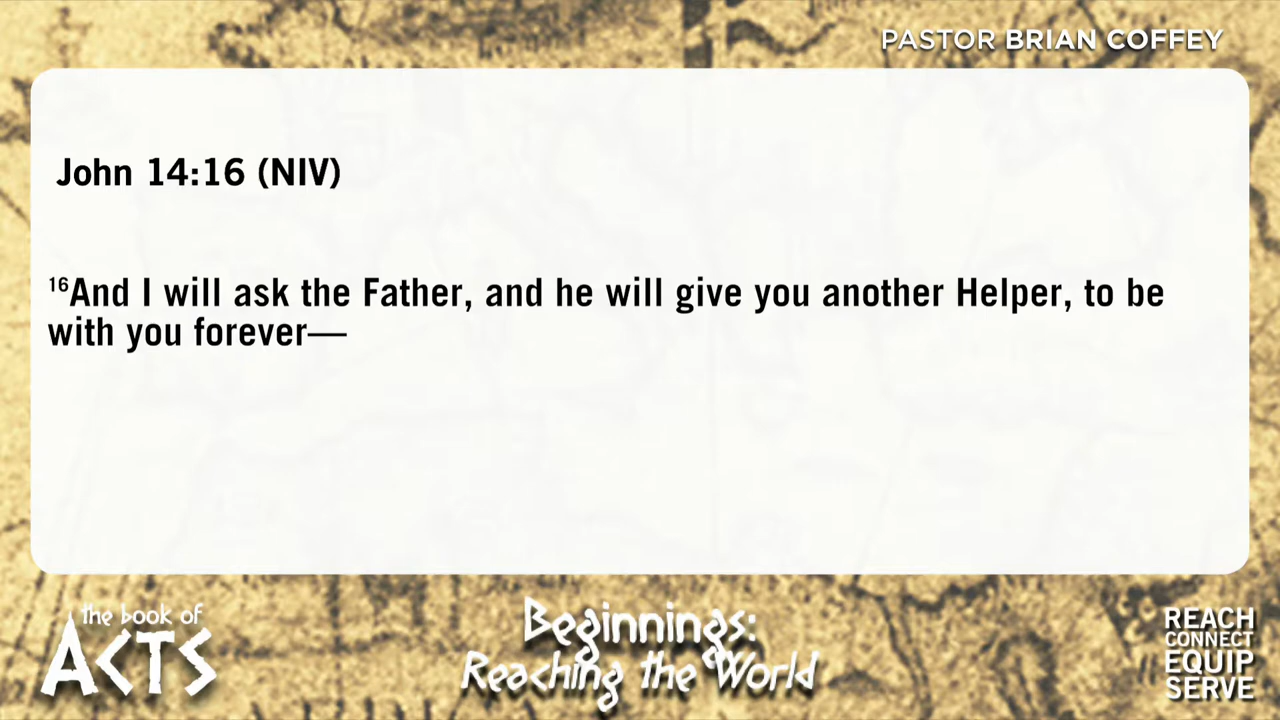 PASTOR BRIAN COFFEY
John 14:16 (NIV)
16And I will ask the Father, and he will give you another Helper, to be
with you forever—
the book of
ACTS
Beginnings:
Reaching the World
REACH
CONNECT
EQUIP
SERVE